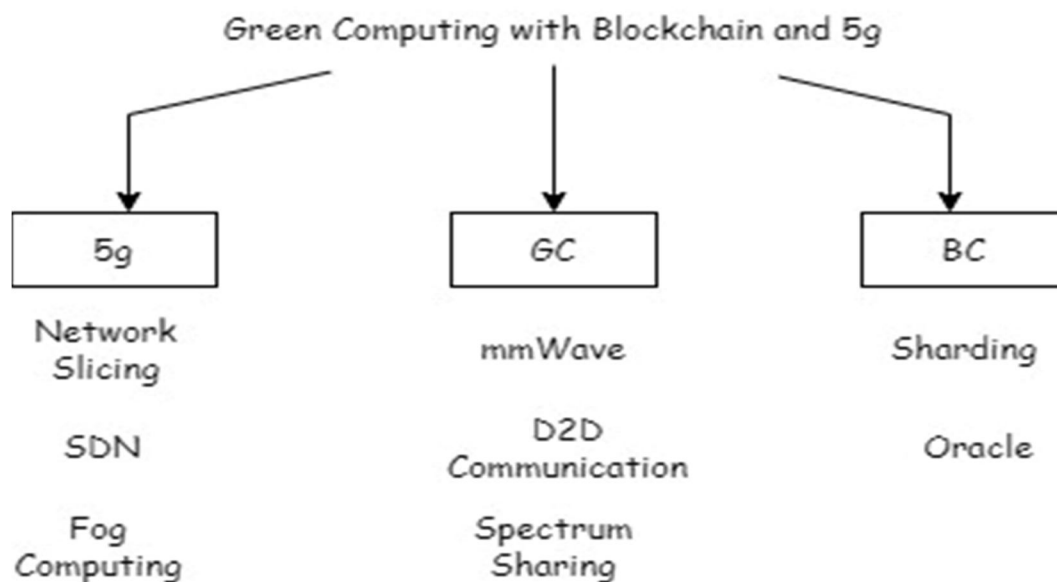 Green Computing with Blockchain and 5g
5g
GC
BC
Network
Slicing
mmWave
Sharding
SDN
D2D
Communication
Oracle
Fog
Computing
Spectrum
Sharing